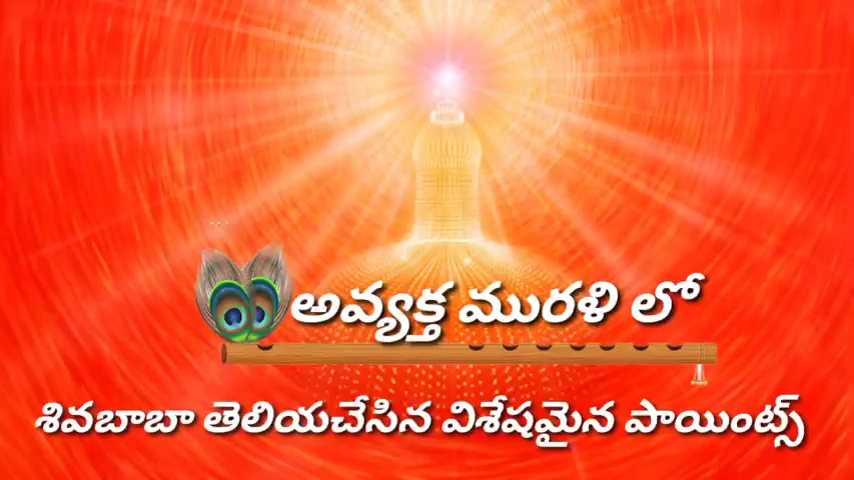 అవ్యక్త మురళి లో
శివబాబా తెలియచేసిన విశేషమైన పాయింట్స్